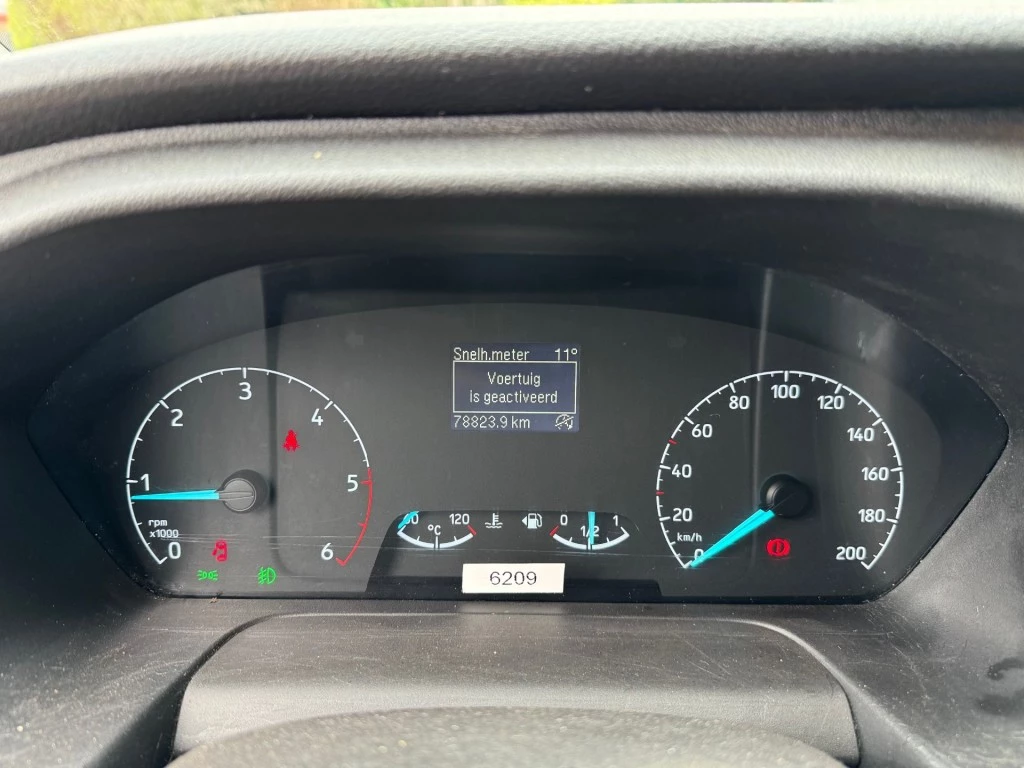 Snelh.meter 11°
Voertuig
is geactiveerd
78823.9 km
0 1 2 3 4 5 6
rpm
x1000
60 120
°C
0 1/2 1
0 20 40 60 80 100 120 140 160 180 200
km/h
6209